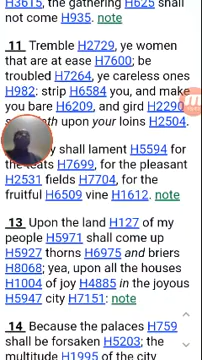 H3615, the gathering H625 shall
not come H935. note
11 Tremble H2729, ye women
that are at ease H7600; be
troubled H7264, ye careless ones
H982: strip H6584 you, and make
you bare H6209, and gird H2290
upon your loins H2504.
shall lament H5594 for
the teats H7699, for the pleasant
H2531 fields H7704, for the
fruitful H6509 vine H1612. note
13 Upon the land H127 of my
people H5971 shall come up
H5927 thorns H6975 and briers
H8068; yea, upon all the houses
H1004 of joy H4885 in the joyous
H5947 city H7151: note
14 Because the palaces H759
shall be forsaken H5203; the
multitude H1995 of the city